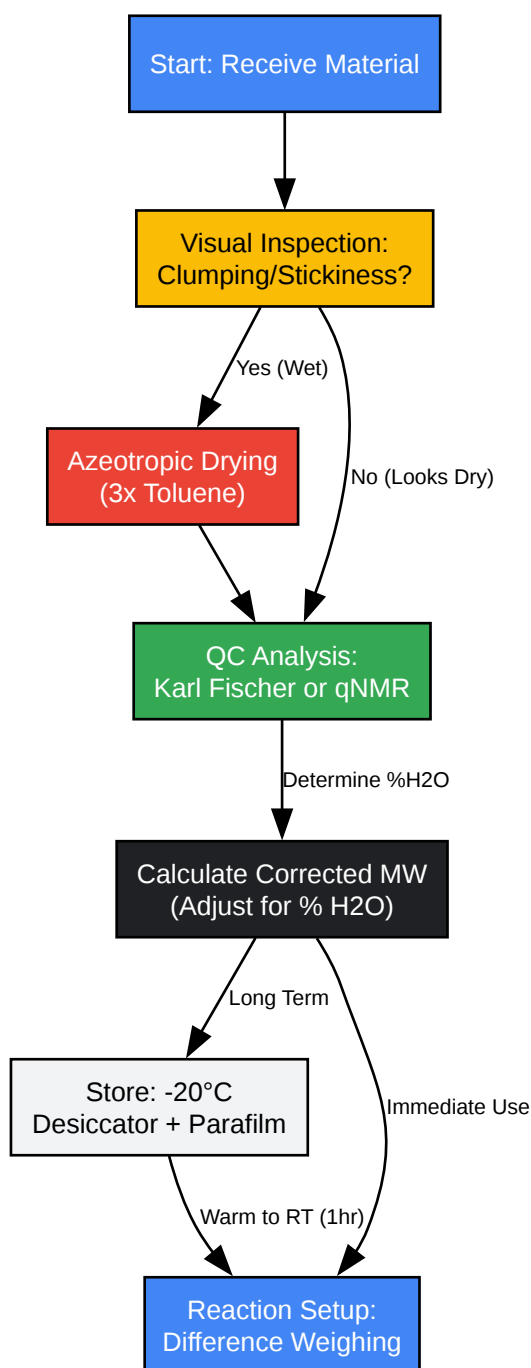 Start: Receive Material
Visual Inspection:
Clumping/Stickiness?
Yes (Wet)
Azeotropic Drying
(3x Toluene)
No (Looks Dry)
QC Analysis:
Karl Fischer or qNMR
Determine %H2O
Calculate Corrected MW
(Adjust for % H2O)
Long Term
Store: -20°C
Desiccator + Parafilm
Immediate Use
Warm to RT (1hr)
Reaction Setup:
Difference Weighing